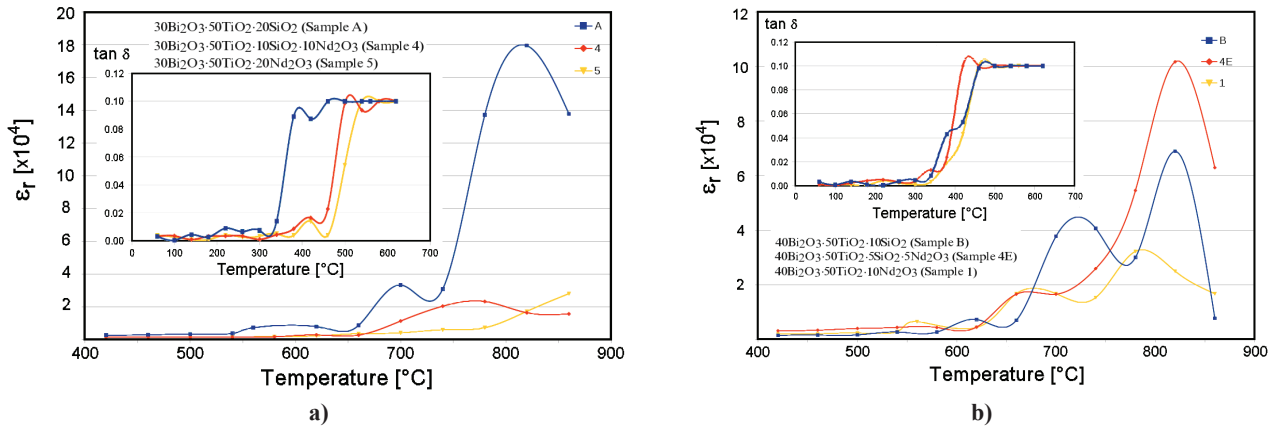 30Bi2O3·50TiO2·20SiO2 (Sample A)
30Bi2O3·50TiO2·10SiO2·10Nd2O3 (Sample 4)
30Bi2O3·50TiO2·20Nd2O3 (Sample 5)
A
4
5
tan δ
0.12
0.10
0.08
0.06
0.04
0.02
0.00
0 100 200 300 400 500 600 700
Temperature [°C]
εr [x10⁴]
20
18
16
14
12
10
8
6
4
2
400 500 600 700 800 900
Temperature [°C]
a)
B
4E
1
tan δ
0.12
0.10
0.08
0.06
0.04
0.02
0.00
0 100 200 300 400 500 600 700
Temperature [°C]
40Bi2O3·50TiO2·10SiO2 (Sample B)
40Bi2O3·50TiO2·5SiO2·5Nd2O3 (Sample 4E)
40Bi2O3·50TiO2·10Nd2O3 (Sample 1)
εr [x10⁴]
12
10
8
6
4
2
400 500 600 700 800 900
Temperature [°C]
b)